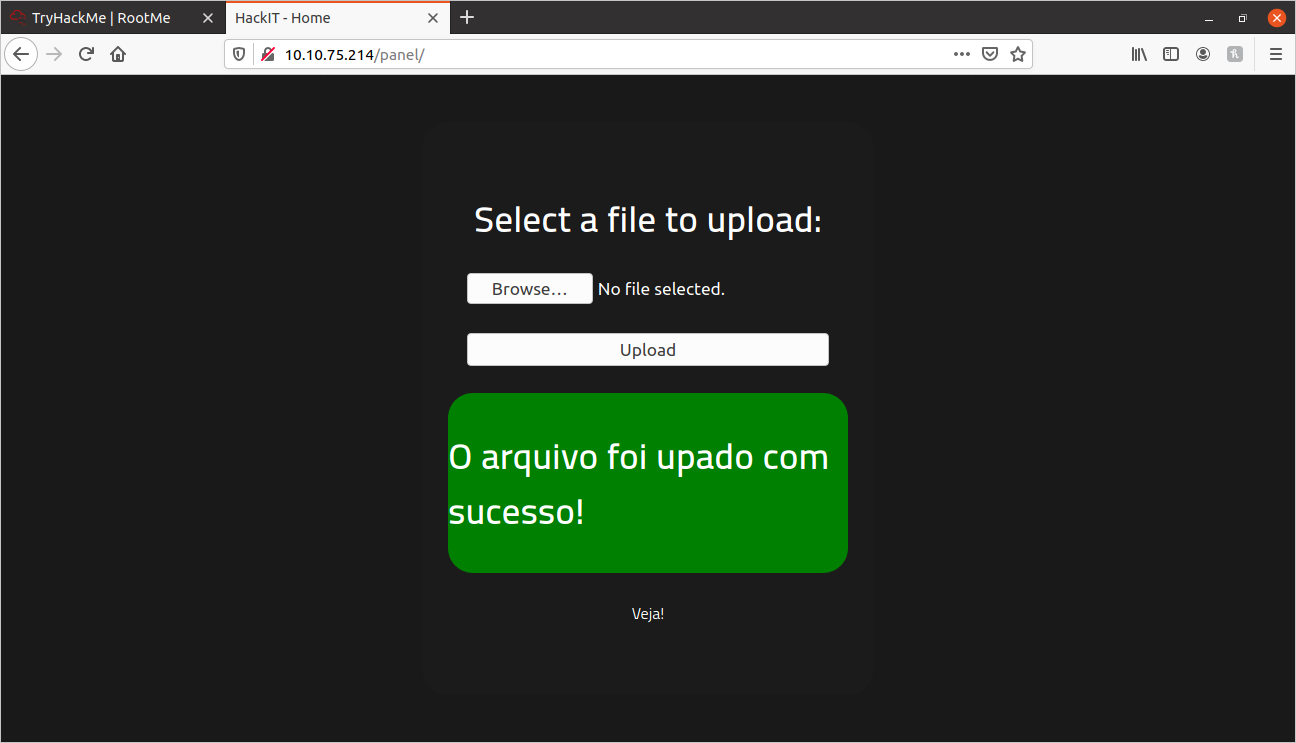 TryHackMe | RootMe
HackIT - Home
10.10.75.214/panel/
Select a file to upload:
Browse... No file selected.
Upload
O arquivo foi upado com
sucesso!
Veja!